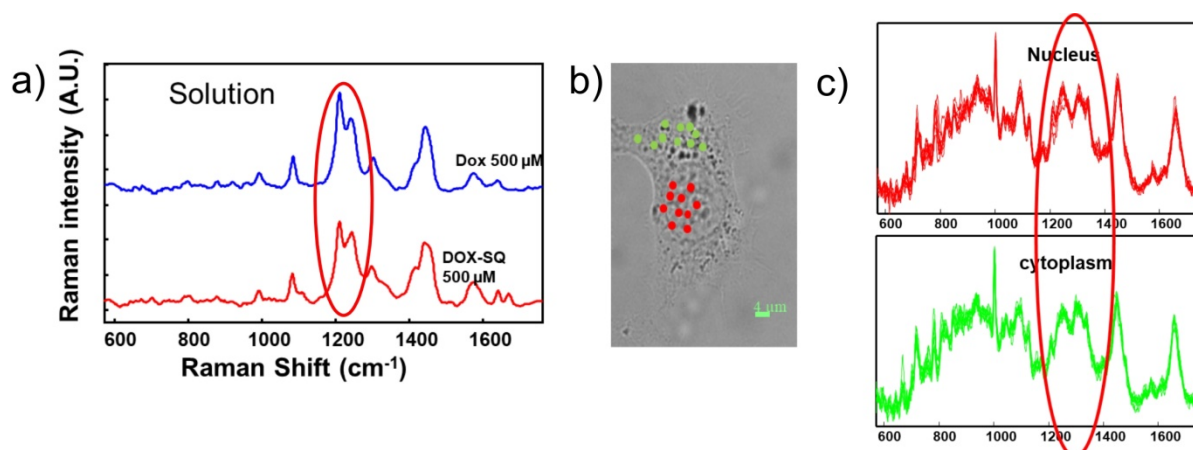 a)
Solution
Raman intensity (A.U.)
Dox 500 µM
DOX-SQ
500 µM
600 800 1000 1200 1400 1600
Raman Shift (cm-1)
b)
4 µm
c)
Nucleus
600 800 1000 1200 1400 1600
cytoplasm
600 800 1000 1200 1400 1600